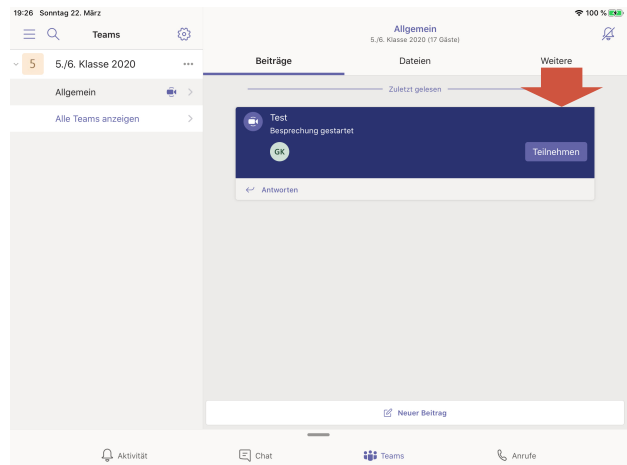 19:26 Sonntag 22. März
100 %
Teams
Allgemein
5./6. Klasse 2020 (17 Gäste)
5 5./6. Klasse 2020
Beiträge Dateien Weitere
Allgemein
Zuletzt gelesen
Alle Teams anzeigen
Test
Besprechung gestartet
GK
Teilnehmen
Antworten
Neuer Beitrag
Aktivität Chat Teams Anrufe